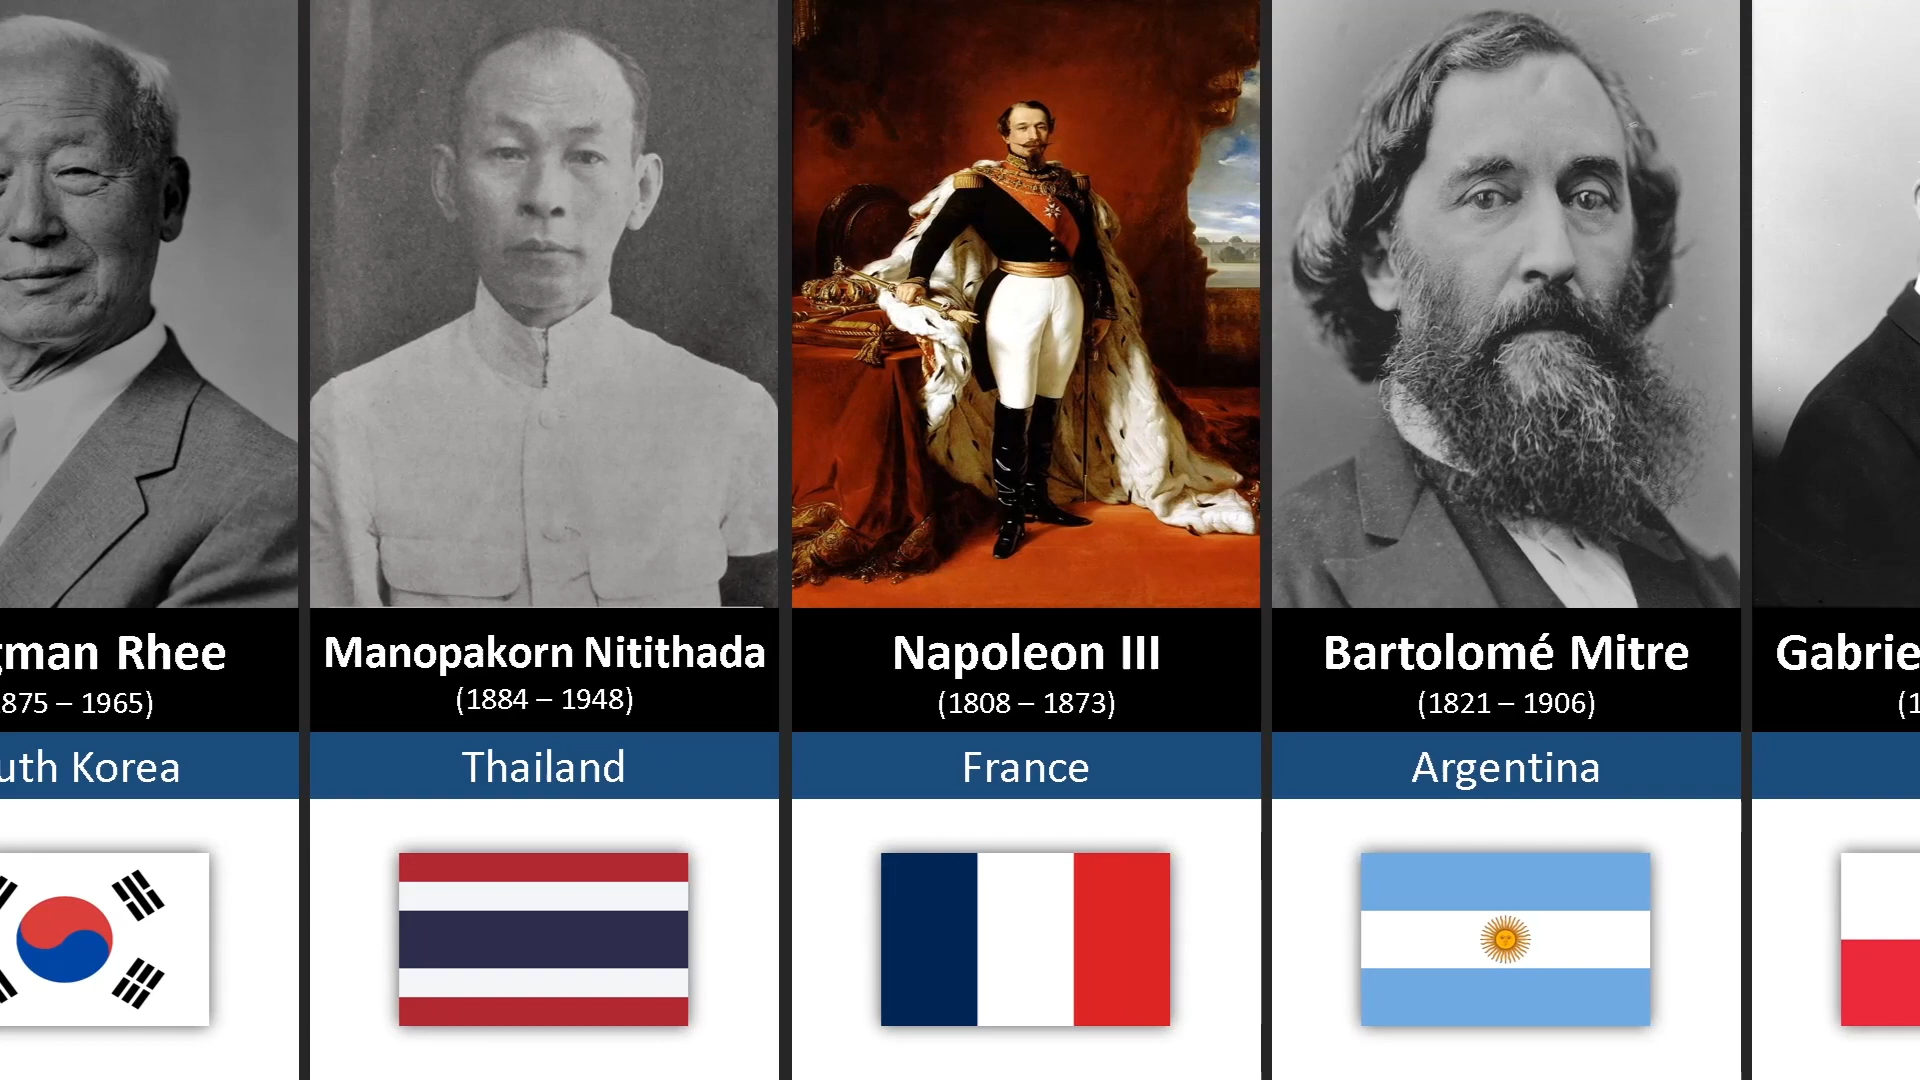 gman Rhee
875 – 1965)
uth Korea
Manopakorn Nitithada
(1884 – 1948)
Thailand
Napoleon III
(1808 – 1873)
France
Bartolomé Mitre
(1821 – 1906)
Argentina
Gabrie
(1